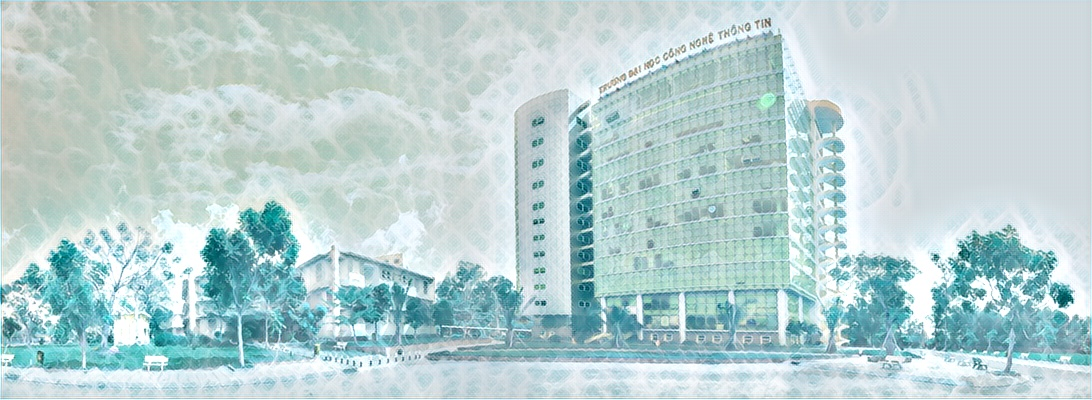 TRƯỜNG ĐẠI HỌC CÔNG NGHỆ THÔNG TIN